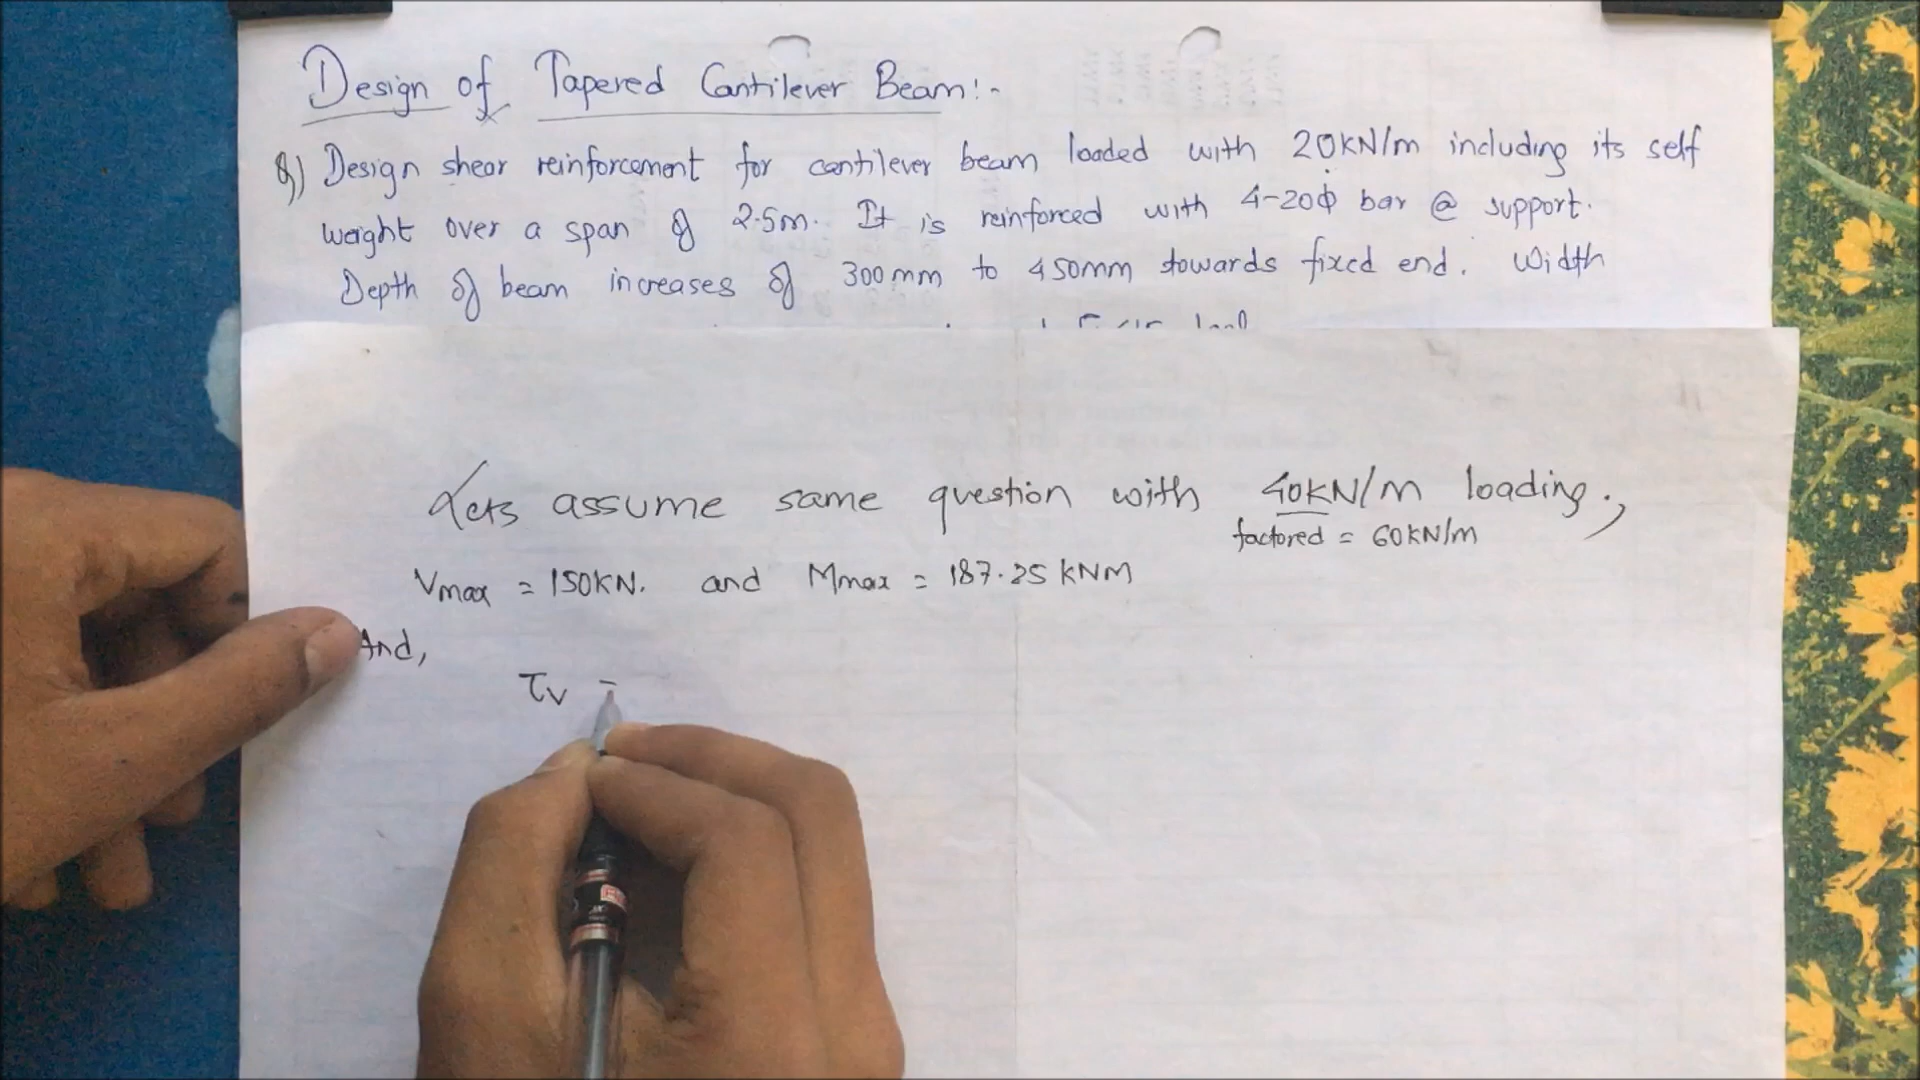 Design of Tapered Cantilever Beam:-
Q) Design shear reinforcement for cantilever beam loaded with 20KN/m including its self
weight over a span of 2.5m. It is reinforced with 4-20ϕ bar @ support.
Depth of beam increases of 300mm to 450mm stowards fixed end. Width
Lets assume same question with 40KN/m loading.,
factored = 60KN/m
Vmax = 150KN. and Mmax = 187.25 KNM
And,
τv =